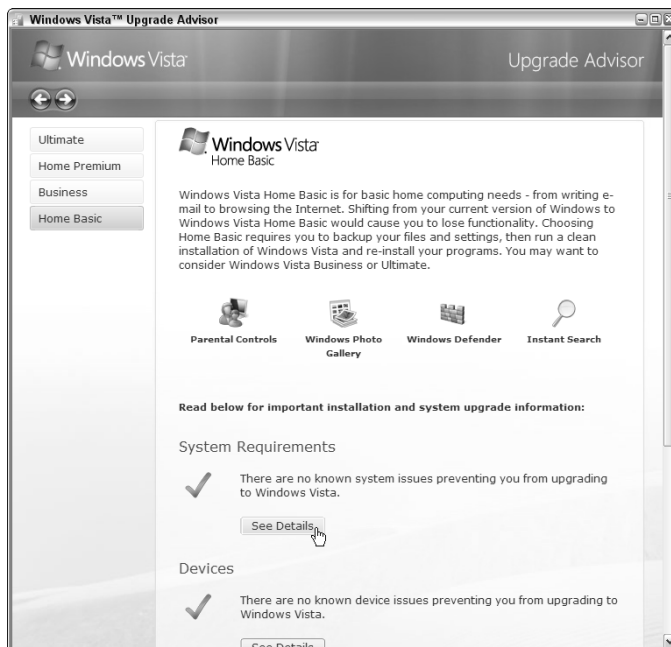 Windows Vista™ Upgrade Advisor
Windows Vista™
Upgrade Advisor
Ultimate
Home Premium
Business
Home Basic
Windows Vista™
Home Basic
Windows Vista Home Basic is for basic home computing needs - from writing e-
mail to browsing the Internet. Shifting from your current version of Windows to
Windows Vista Home Basic would cause you to lose functionality. Choosing
Home Basic requires you to backup your files and settings, then run a clean
installation of Windows Vista and re-install your programs. You may want to
consider Windows Vista Business or Ultimate.
Parental Controls
Windows Photo
Gallery
Windows Defender
Instant Search
Read below for important installation and system upgrade information:
System Requirements
There are no known system issues preventing you from upgrading
to Windows Vista.
See Details
Devices
There are no known device issues preventing you from upgrading to
Windows Vista.
See Details